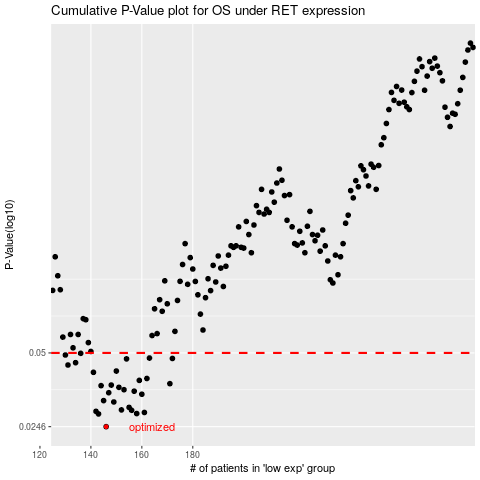 Cumulative P-Value plot for OS under RET expression
P-Value(log10)
0.05
0.0246
optimized
120 140 160 180
# of patients in 'low exp' group